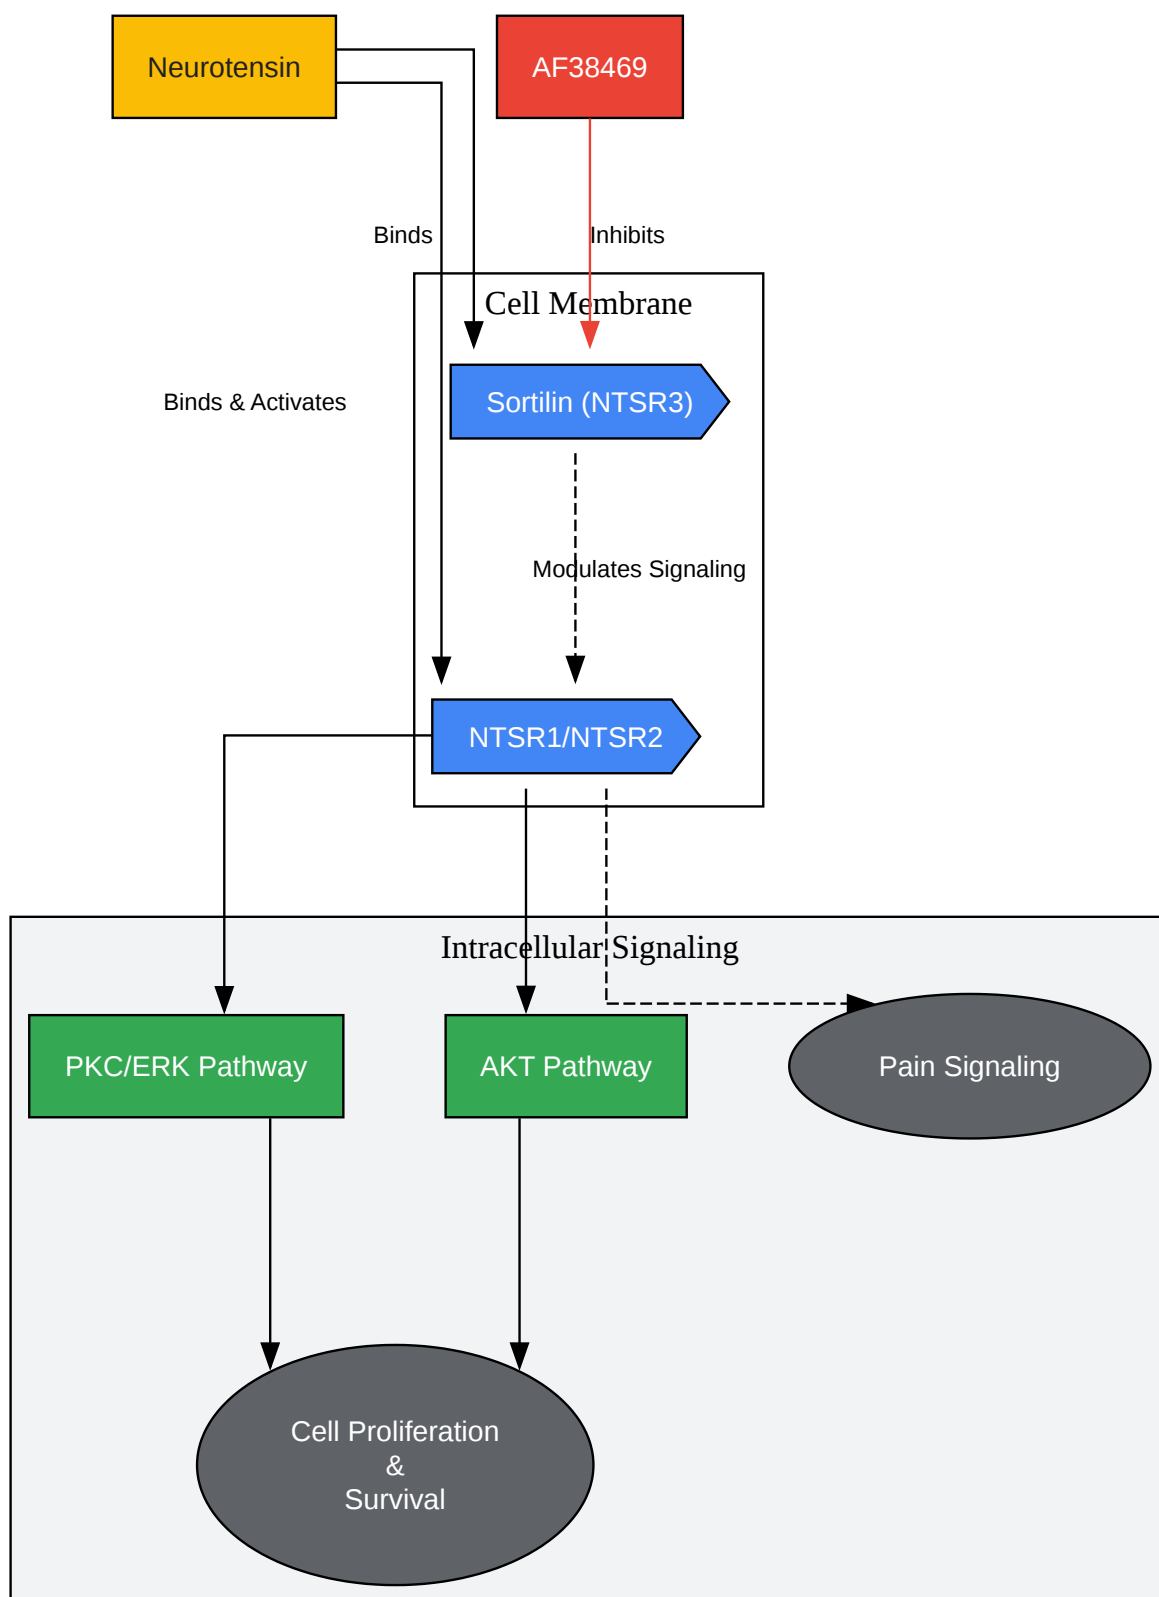 Neurotensin
AF38469
Binds
Inhibits
Cell Membrane
Binds & Activates
Sortilin (NTSR3)
Modulates Signaling
NTSR1/NTSR2
Intracellular Signaling
PKC/ERK Pathway
AKT Pathway
Pain Signaling
Cell Proliferation
&
Survival